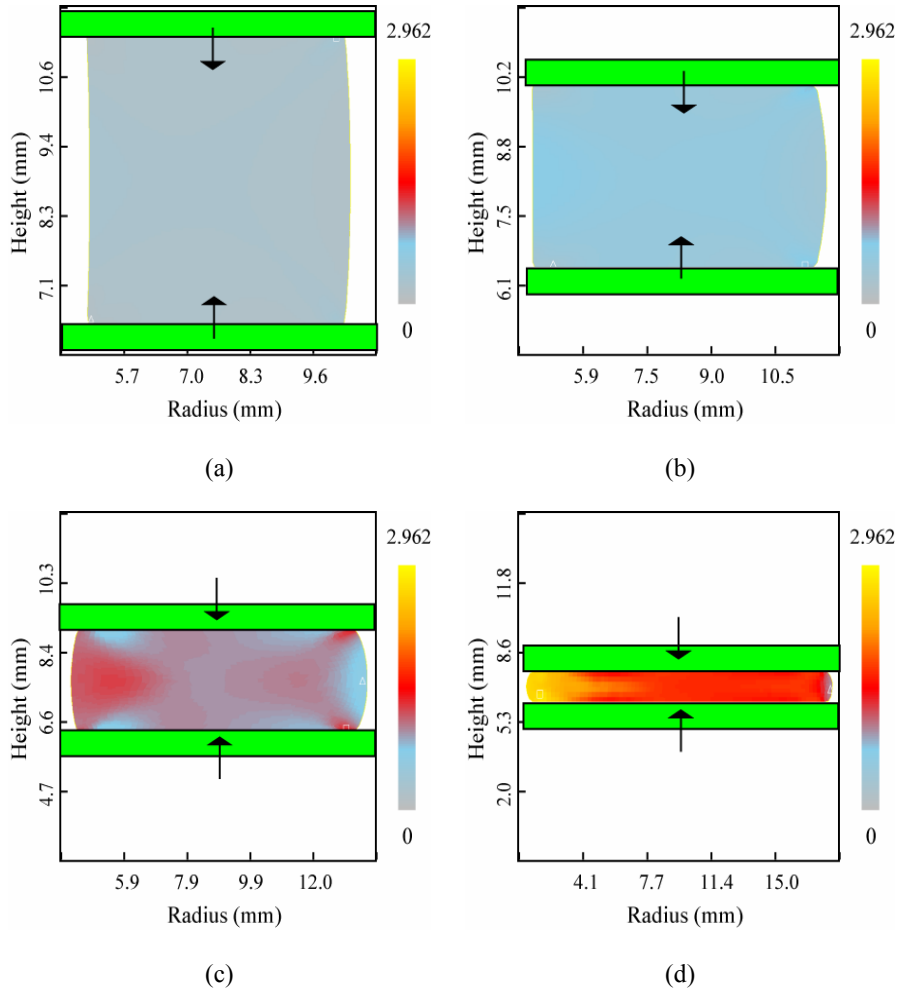 2.962
10.6
9.4
8.3
7.1
Height (mm)
0
5.7 7.0 8.3 9.6
Radius (mm)
(a)
2.962
10.2
8.8
7.5
6.1
Height (mm)
0
5.9 7.5 9.0 10.5
Radius (mm)
(b)
2.962
10.3
8.4
6.6
4.7
Height (mm)
0
5.9 7.9 9.9 12.0
Radius (mm)
(c)
2.962
11.8
8.6
5.3
2.0
Height (mm)
0
4.1 7.7 11.4 15.0
Radius (mm)
(d)